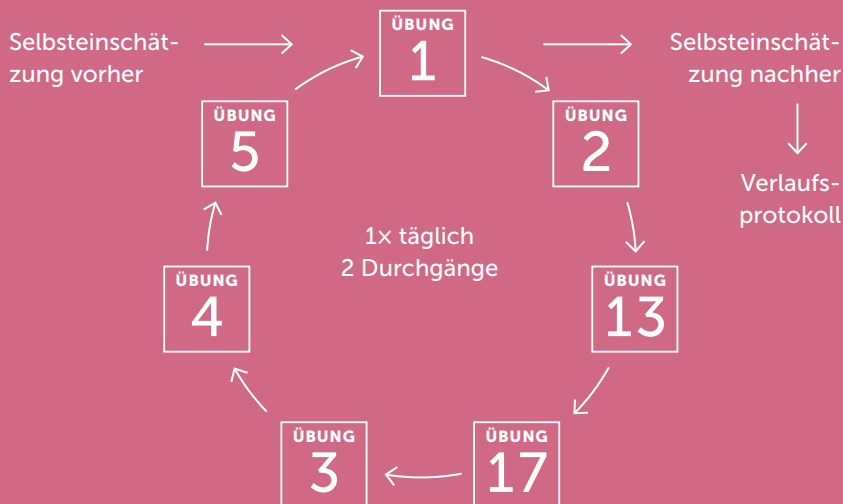 Selbsteinschät-
zung vorher
ÜBUNG
1
Selbsteinschät-
zung nachher
Verlaufs-
protokoll
ÜBUNG
5
ÜBUNG
2
1× täglich
2 Durchgänge
ÜBUNG
4
ÜBUNG
13
ÜBUNG
3
ÜBUNG
17